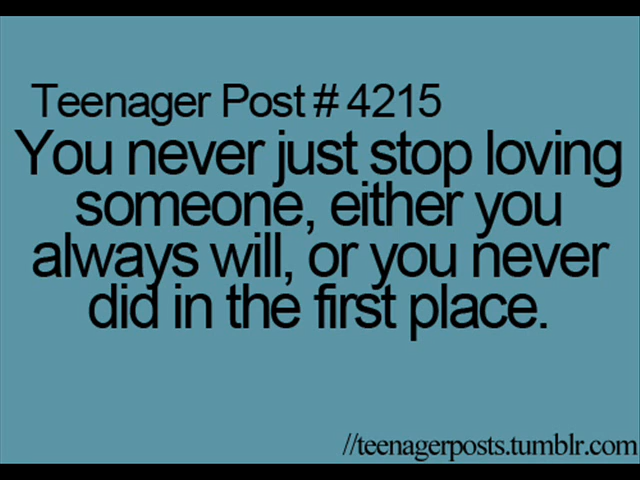 Teenager Post # 4215
You never just stop loving
someone, either you
always will, or you never
did in the first place.
//teenagerposts.tumblr.com